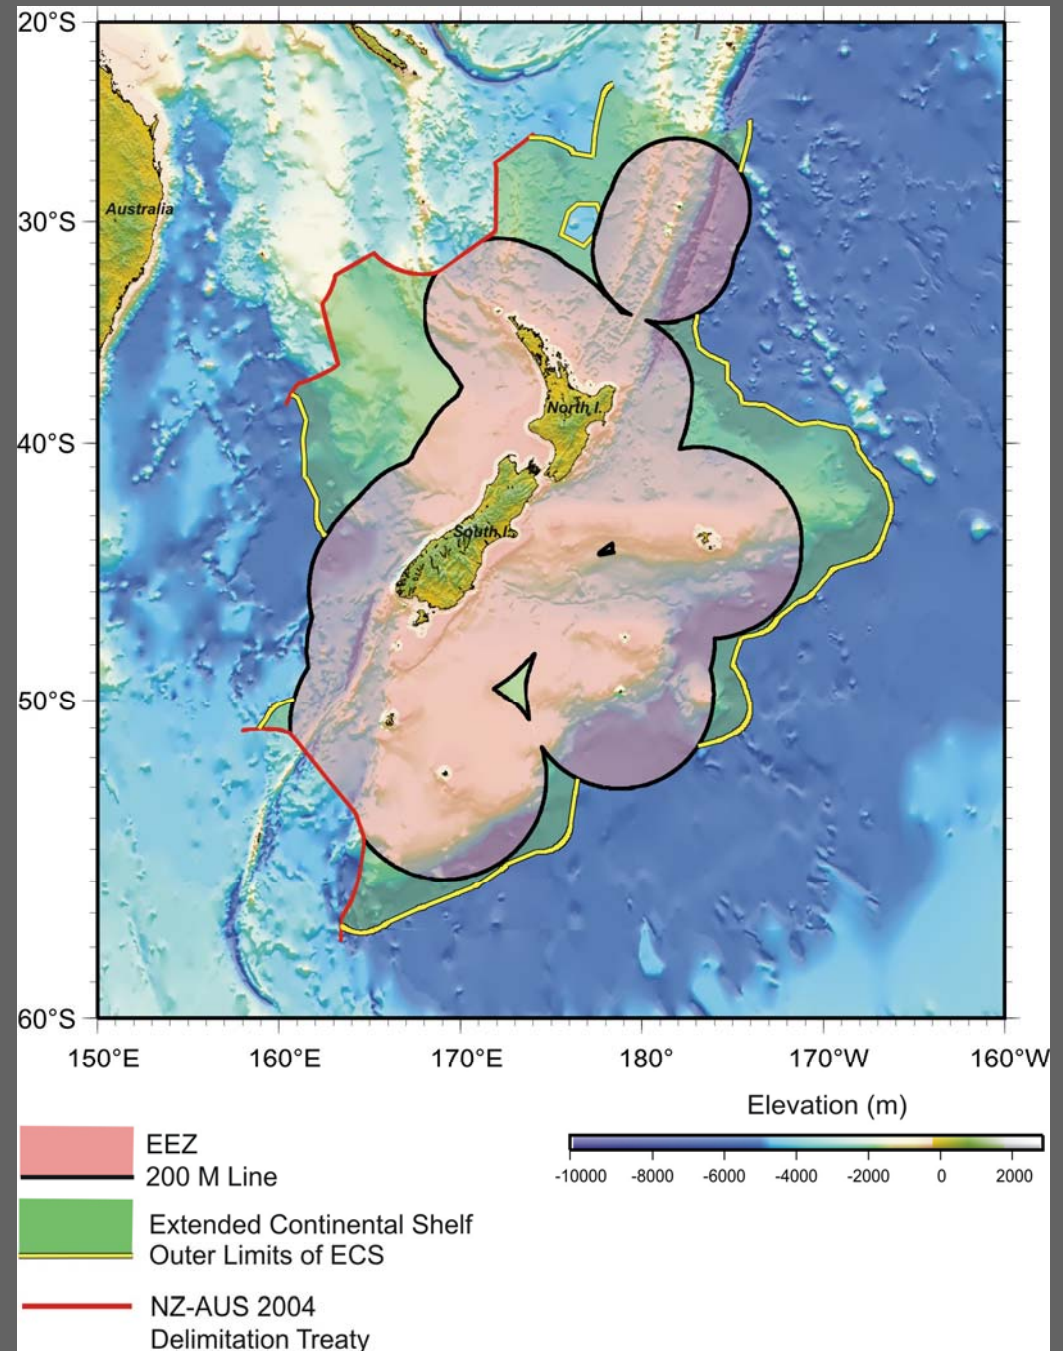 20°S
Australia
30°S
North I.
40°S
South I.
50°S
60°S
150°E 160°E 170°E 180° 170°W 160°W
Elevation (m)
-10000 -8000 -6000 -4000 -2000 0 2000
EEZ
200 M Line
Extended Continental Shelf
Outer Limits of ECS
NZ-AUS 2004
Delimitation Treaty